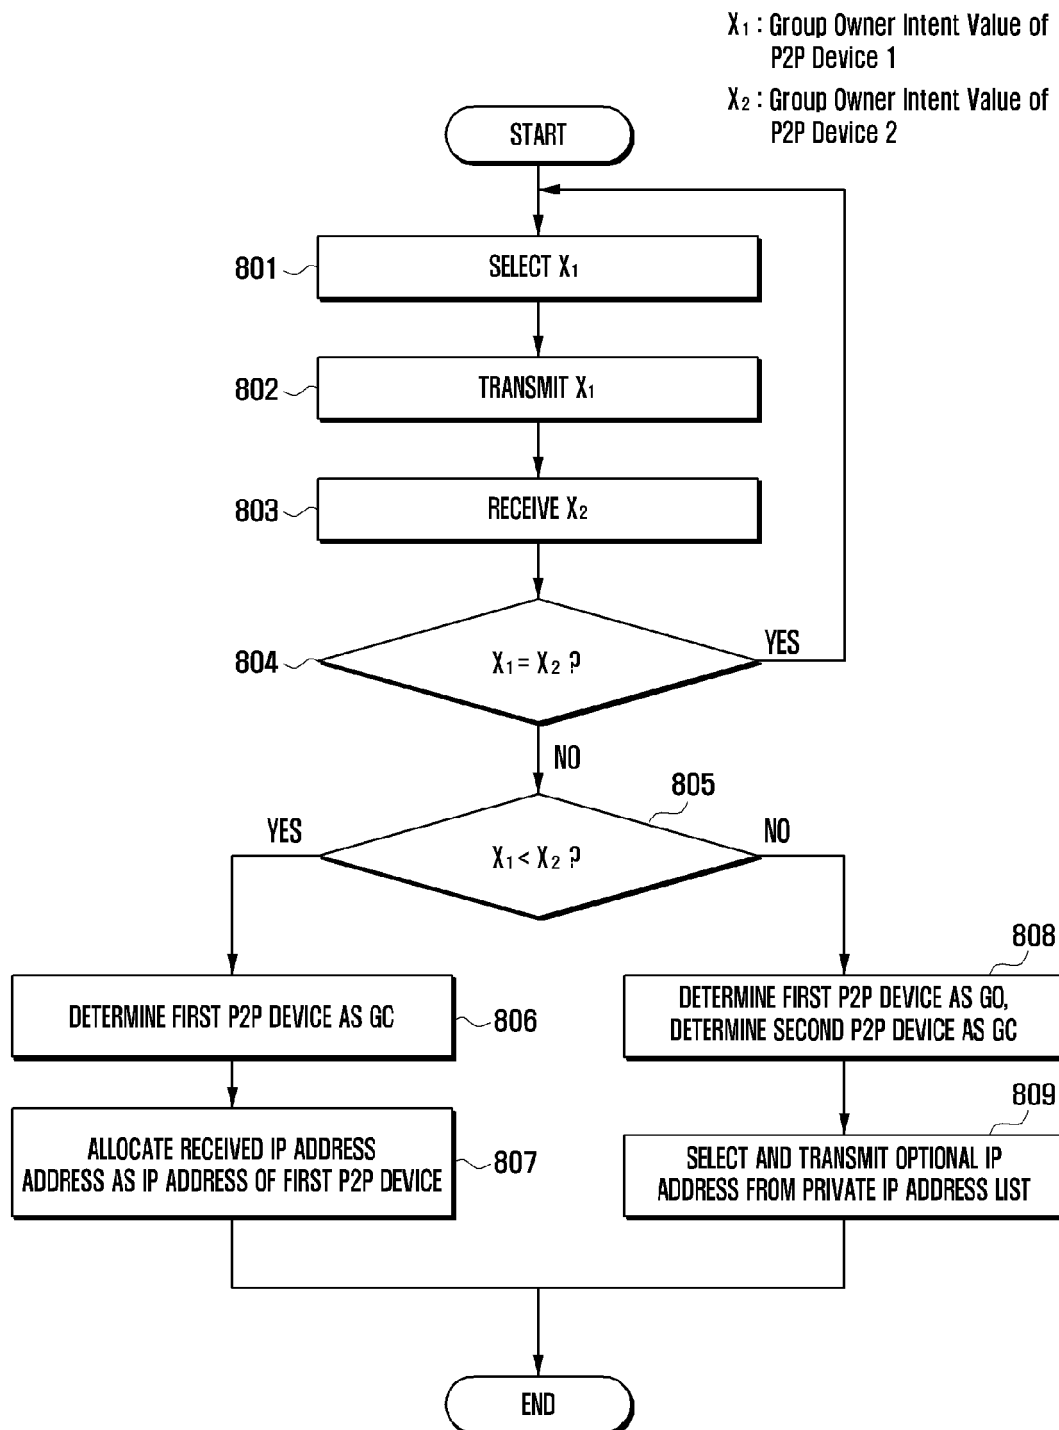 X1 : Group Owner Intent Value of
P2P Device 1
X2 : Group Owner Intent Value of
P2P Device 2
START
801
SELECT X1
802
TRANSMIT X1
803
RECEIVE X2
804
X1 = X2 ?
YES
NO
805
YES
X1 < X2 ?
NO
808
DETERMINE FIRST P2P DEVICE AS GC
806
DETERMINE FIRST P2P DEVICE AS GO,
DETERMINE SECOND P2P DEVICE AS GC
809
ALLOCATE RECEIVED IP ADDRESS
ADDRESS AS IP ADDRESS OF FIRST P2P DEVICE
807
SELECT AND TRANSMIT OPTIONAL IP
ADDRESS FROM PRIVATE IP ADDRESS LIST
END